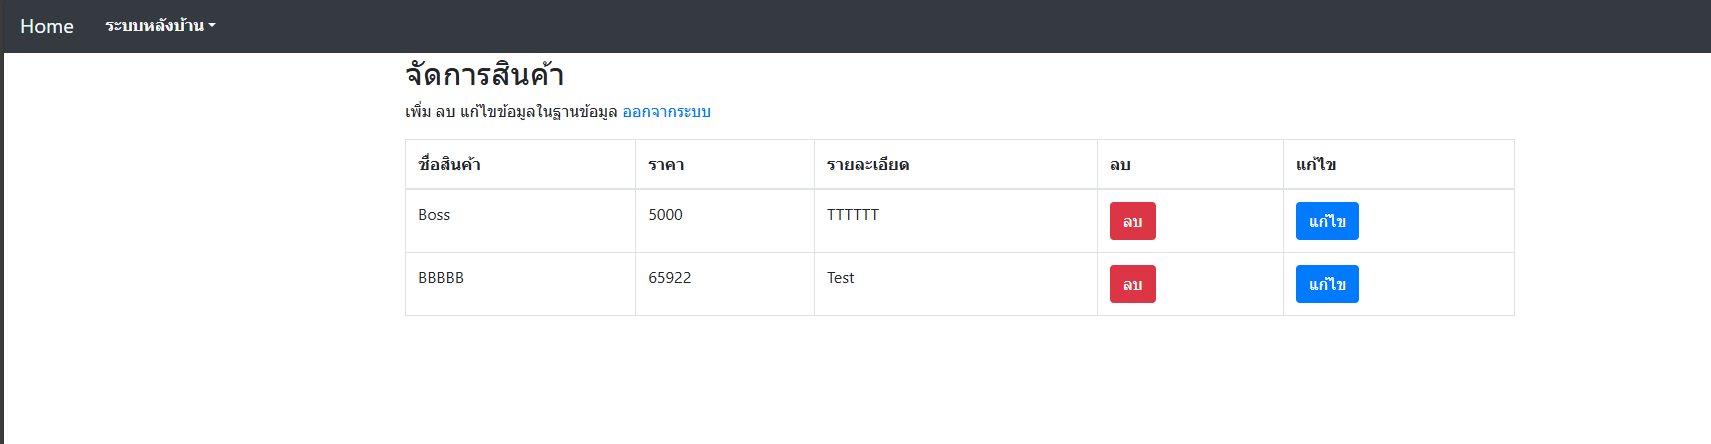 Home ระบบหลังบ้าน
จัดการสินค้า
เพิ่ม ลบ แก้ไขข้อมูลในฐานข้อมูล ออกจากระบบ
ชื่อสินค้า ราคา รายละเอียด ลบ แก้ไข
Boss 5000 TTTTTT ลบ แก้ไข
BBBBB 65922 Test ลบ แก้ไข